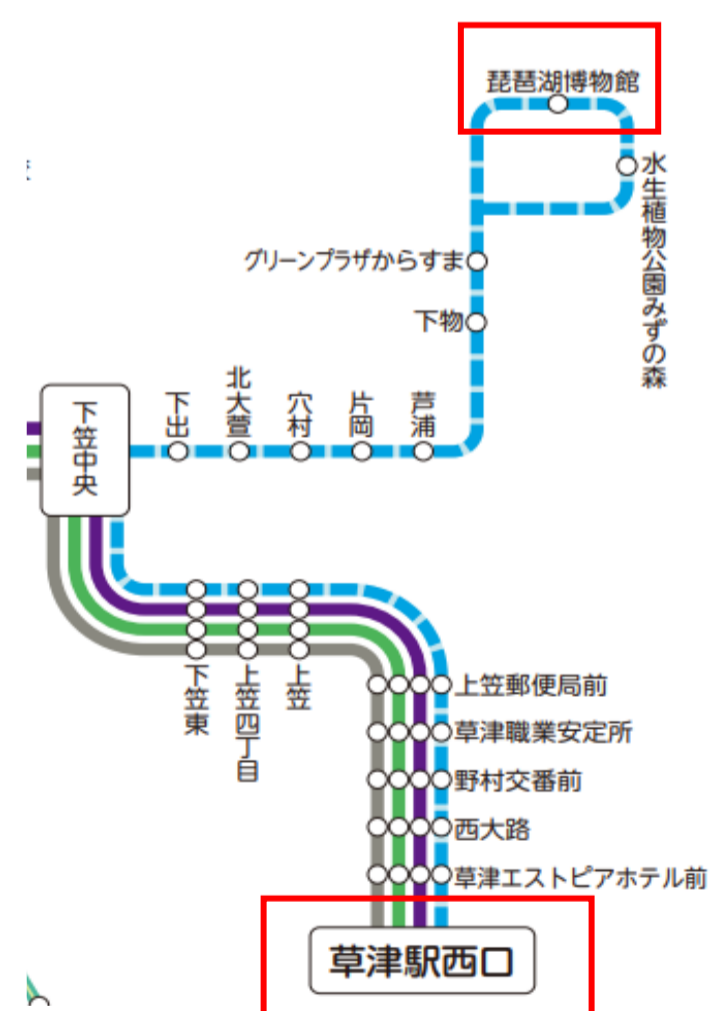 琵琶湖博物館
水生植物公園みずの森
グリーンプラザからすま
下物
北大萱
下出
穴村
片岡
芦浦
下笠中央
下笠東
上笠四丁目
上笠
上笠郵便局前
草津職業安定所
野村交番前
西大路
草津エストピアホテル前
草津駅西口